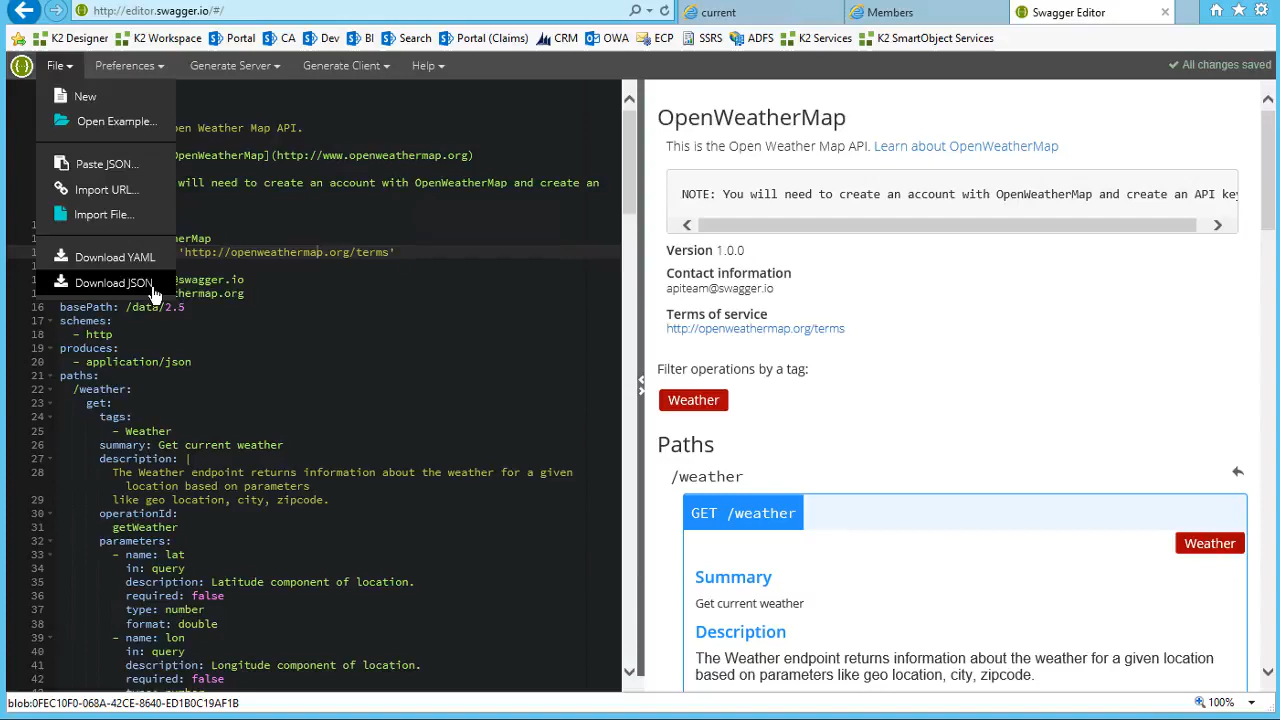 http://editor.swagger.io/#/
current
Members
Swagger Editor
K2 Designer
K2 Workspace
Portal
CA
Dev
BI
Search
Portal (Claims)
CRM
OWA
ECP
SSRS
ADFS
K2 Services
K2 SmartObject Services
File
Preferences
Generate Server
Generate Client
Help
All changes saved
New
Open Example...
Paste JSON...
Import URL...
Import File...
Download YAML
Download JSON
pen Weather Map API.
OpenWeatherMap](http://www.openweathermap.org)
will need to create an account with OpenWeatherMap and create an
erMap
'http://openweathermap.org/terms'
@swagger.io
thermap.org
16 basePath: /data/2.5
17 schemes:
18 - http
19 produces:
20 - application/json
21 paths:
22 /weather:
23 get:
24 tags:
25 - Weather
26 summary: Get current weather
27 description: |
28 The Weather endpoint returns information about the weather for a given
location based on parameters
29 like geo location, city, zipcode.
30 operationId:
31 getWeather
32 parameters:
33 - name: lat
34 in: query
35 description: Latitude component of location.
36 required: false
37 type: number
38 format: double
39 - name: lon
40 in: query
41 description: Longitude component of location.
42 required: false
OpenWeatherMap
This is the Open Weather Map API. Learn about OpenWeatherMap
NOTE: You will need to create an account with OpenWeatherMap and create an API key
Version 1.0.0
Contact information
apiteam@swagger.io
Terms of service
http://openweathermap.org/terms
Filter operations by a tag:
Weather
Paths
/weather
GET /weather
Weather
Summary
Get current weather
Description
The Weather endpoint returns information about the weather for a given location
based on parameters like geo location, city, zipcode.
blob:0FEC10F0-068A-42CE-8640-ED1B0C19AF1B
100%